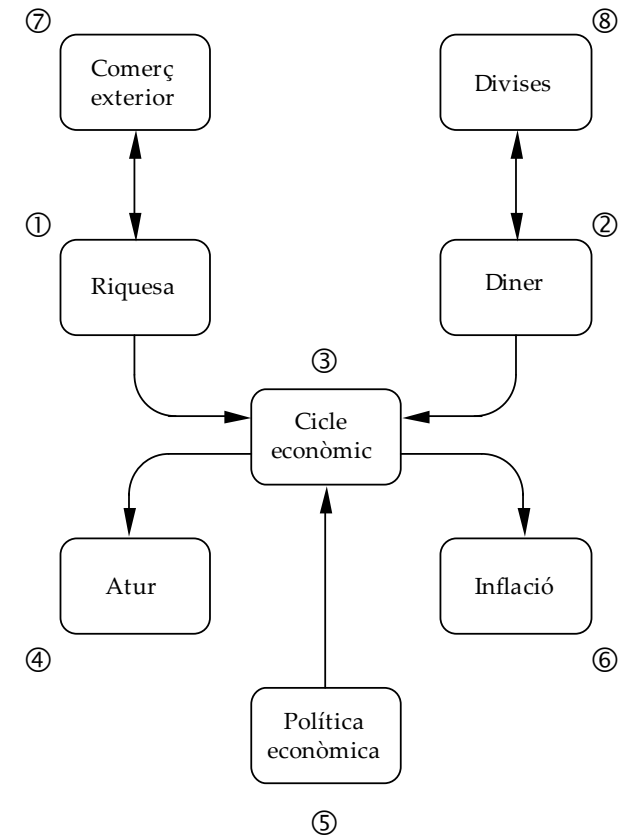 ⑦
⑧
Comerç
exterior
Divises
①
②
Riquesa
Diner
③
Cicle
econòmic
Atur
Inflació
④
⑥
Política
econòmica
⑤